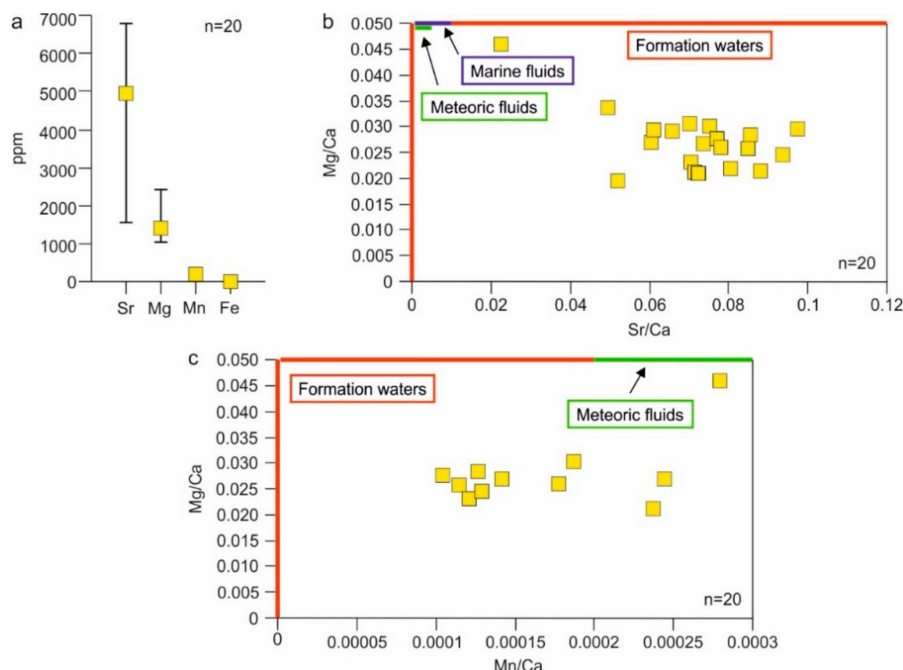 a
n=20
7000
6000
5000
4000
3000
2000
1000
0
ppm
Sr Mg Mn Fe
b
0.050
0.045
0.040
0.035
0.030
0.025
0.020
0.015
0.010
0.005
0
Mg/Ca
Formation waters
Marine fluids
Meteoric fluids
n=20
0 0.02 0.04 0.06 0.08 0.1 0.12
Sr/Ca
c
0.050
0.045
0.040
0.035
0.030
0.025
0.020
0.015
0.010
0.005
0
Mg/Ca
Formation waters
Meteoric fluids
n=20
0 0.00005 0.0001 0.00015 0.0002 0.00025 0.0003
Mn/Ca